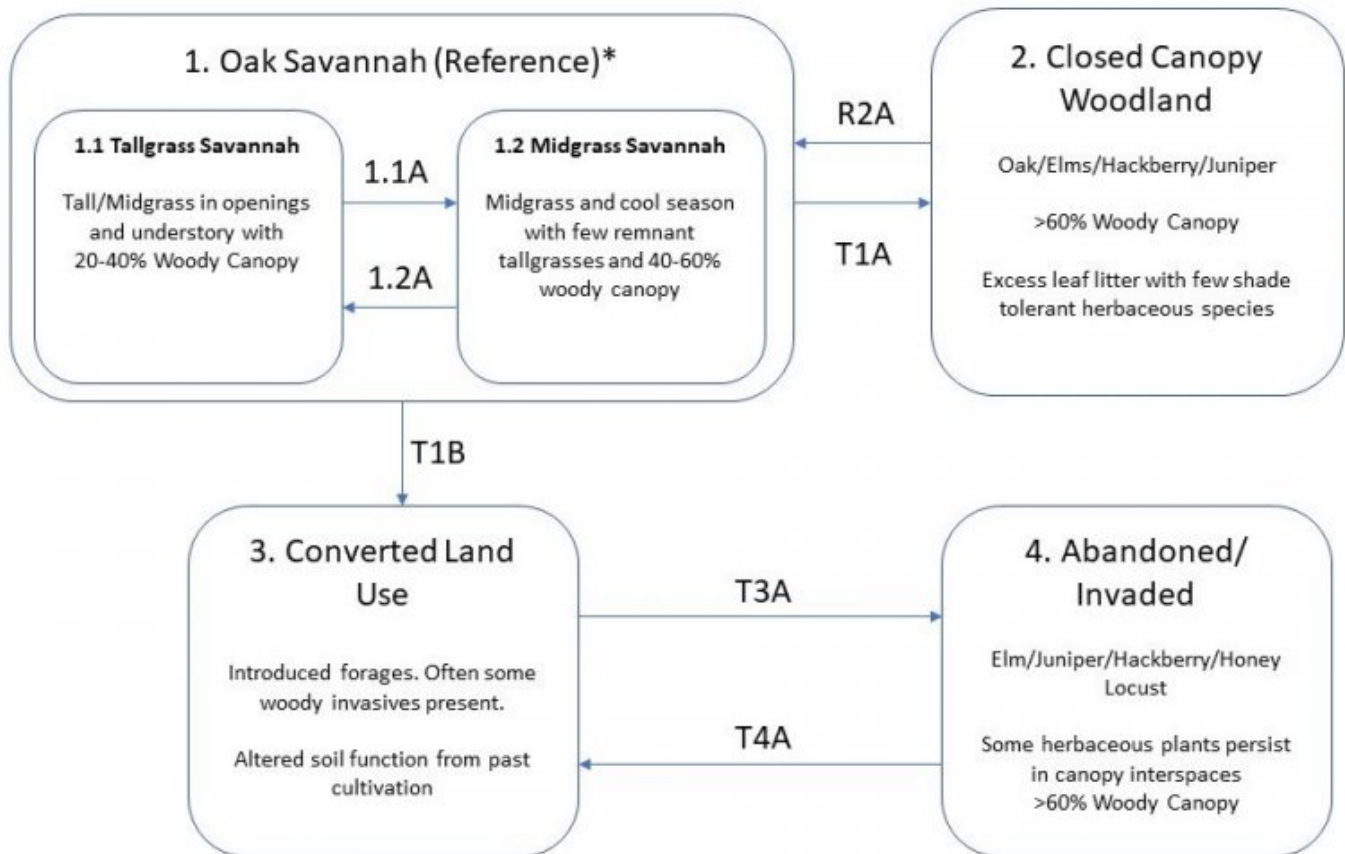 1. Oak Savannah (Reference)*
1.1 Tallgrass Savannah
Tall/Midgrass in openings
and understory with
20-40% Woody Canopy
1.1A
1.2A
1.2 Midgrass Savannah
Midgrass and cool season
with few remnant
tallgrasses and 40-60%
woody canopy
R2A
T1A
2. Closed Canopy
Woodland
Oak/Elms/Hackberry/Juniper
>60% Woody Canopy
Excess leaf litter with few shade
tolerant herbaceous species
T1B
3. Converted Land
Use
Introduced forages. Often some
woody invasives present.
Altered soil function from past
cultivation
T3A
T4A
4. Abandoned/
Invaded
Elm/Juniper/Hackberry/Honey
Locust
Some herbaceous plants persist
in canopy interspaces
>60% Woody Canopy